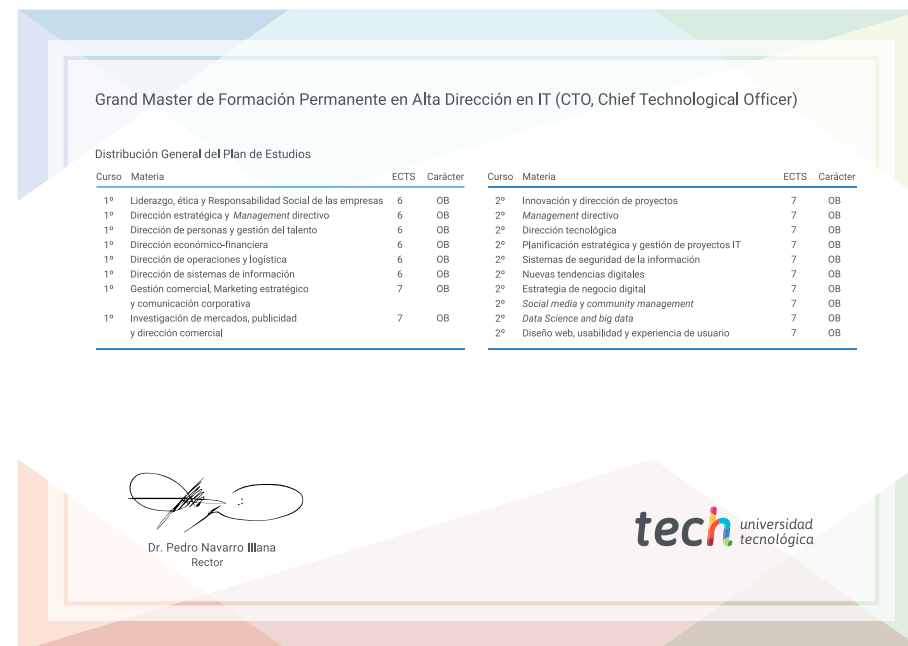 Grand Master de Formación Permanente en Alta Dirección en IT (CTO, Chief Technological Officer)
Distribución General del Plan de Estudios
Curso Materia ECTS Carácter
1º Liderazgo, ética y Responsabilidad Social de las empresas 6 OB
1º Dirección estratégica y Management directivo 6 OB
1º Dirección de personas y gestión del talento 6 OB
1º Dirección económico-financiera 6 OB
1º Dirección de operaciones y logística 6 OB
1º Dirección de sistemas de información 6 OB
1º Gestión comercial, Marketing estratégico 7 OB
y comunicación corporativa
1º Investigación de mercados, publicidad 7 OB
y dirección comercial
Curso Materia ECTS Carácter
2º Innovación y dirección de proyectos 7 OB
2º Management directivo 7 OB
2º Dirección tecnológica 7 OB
2º Planificación estratégica y gestión de proyectos IT 7 OB
2º Sistemas de seguridad de la información 7 OB
2º Nuevas tendencias digitales 7 OB
2º Estrategia de negocio digital 7 OB
2º Social media y community management 7 OB
2º Data Science and big data 7 OB
2º Diseño web, usabilidad y experiencia de usuario 7 OB
Dr. Pedro Navarro Illana
Rector
tech universidad
tecnológica